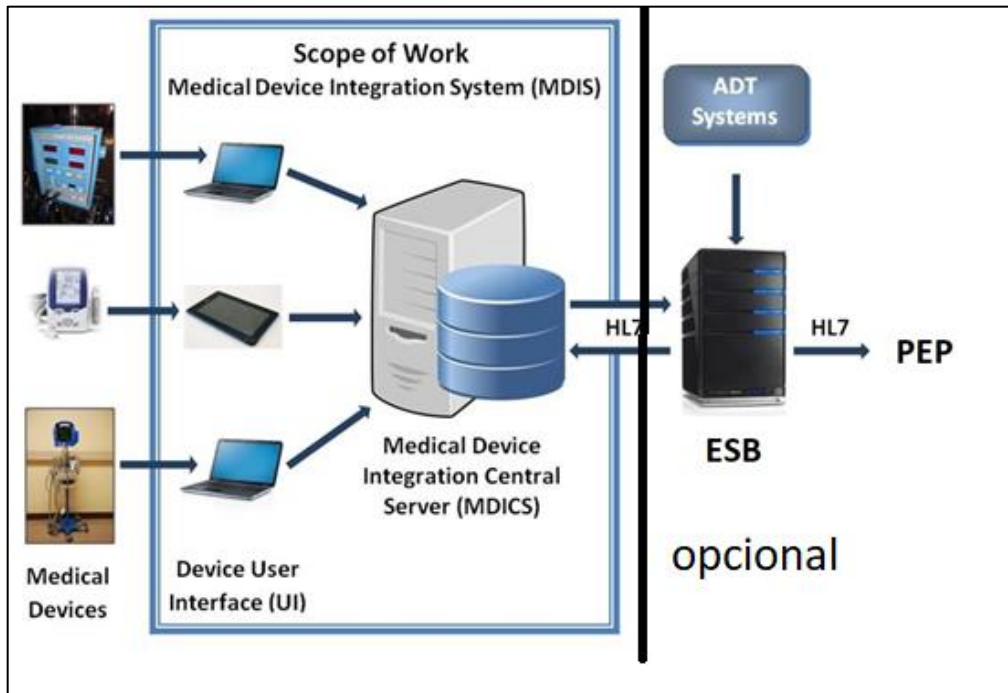 Scope of Work
Medical Device Integration System (MDIS)
ADT
Systems
HL7
HL7
PEP
ESB
Medical Device
Integration Central
Server (MDICS)
opcional
Medical
Devices
Device User
Interface (UI)